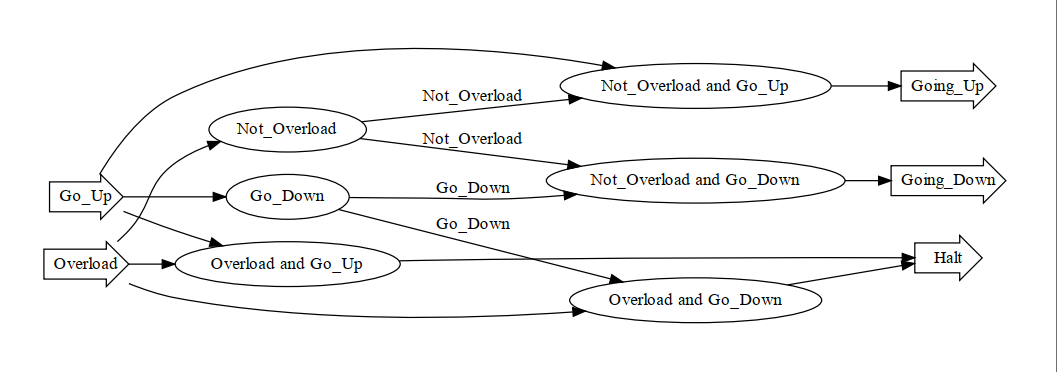 Not_Overload and Go_Up
Going_Up
Not_Overload
Not_Overload
Not_Overload
Go_Up
Go_Down
Go_Down
Not_Overload and Go_Down
Going_Down
Go_Down
Overload
Overload and Go_Up
Halt
Overload and Go_Down